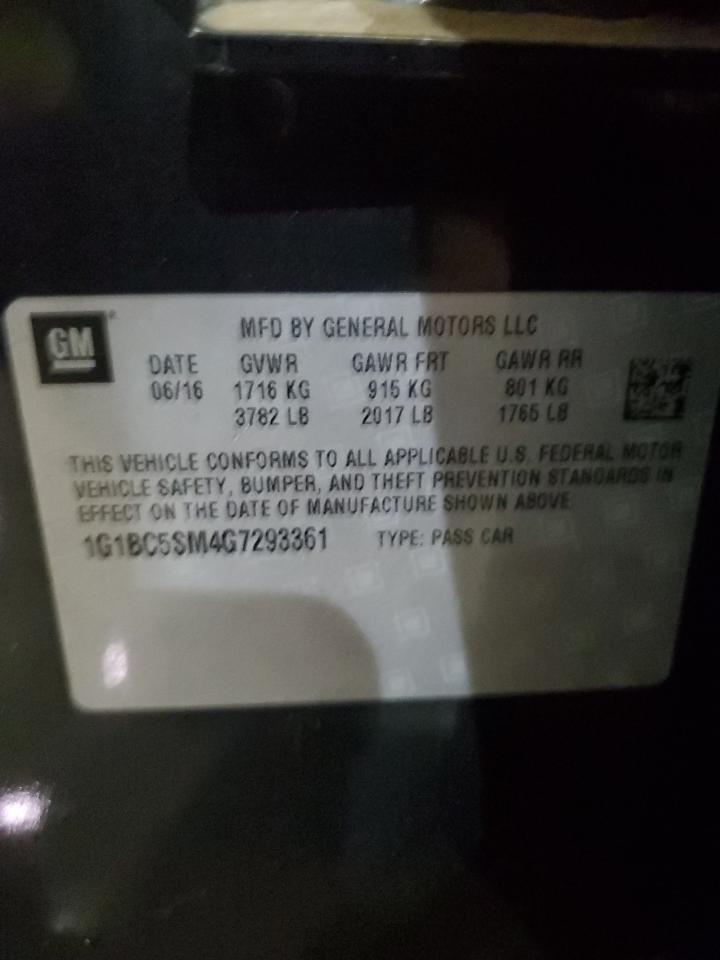 GM
MFD BY GENERAL MOTORS LLC
DATE GVWR GAWR FRT GAWR RR
06/16 1716 KG 915 KG 801 KG
3782 LB 2017 LB 1765 LB
THIS VEHICLE CONFORMS TO ALL APPLICABLE U.S. FEDERAL MOTOR
VEHICLE SAFETY, BUMPER, AND THEFT PREVENTION STANDARDS IN
EFFECT ON THE DATE OF MANUFACTURE SHOWN ABOVE.
1G1BC5SM4G7293361 TYPE: PASS CAR